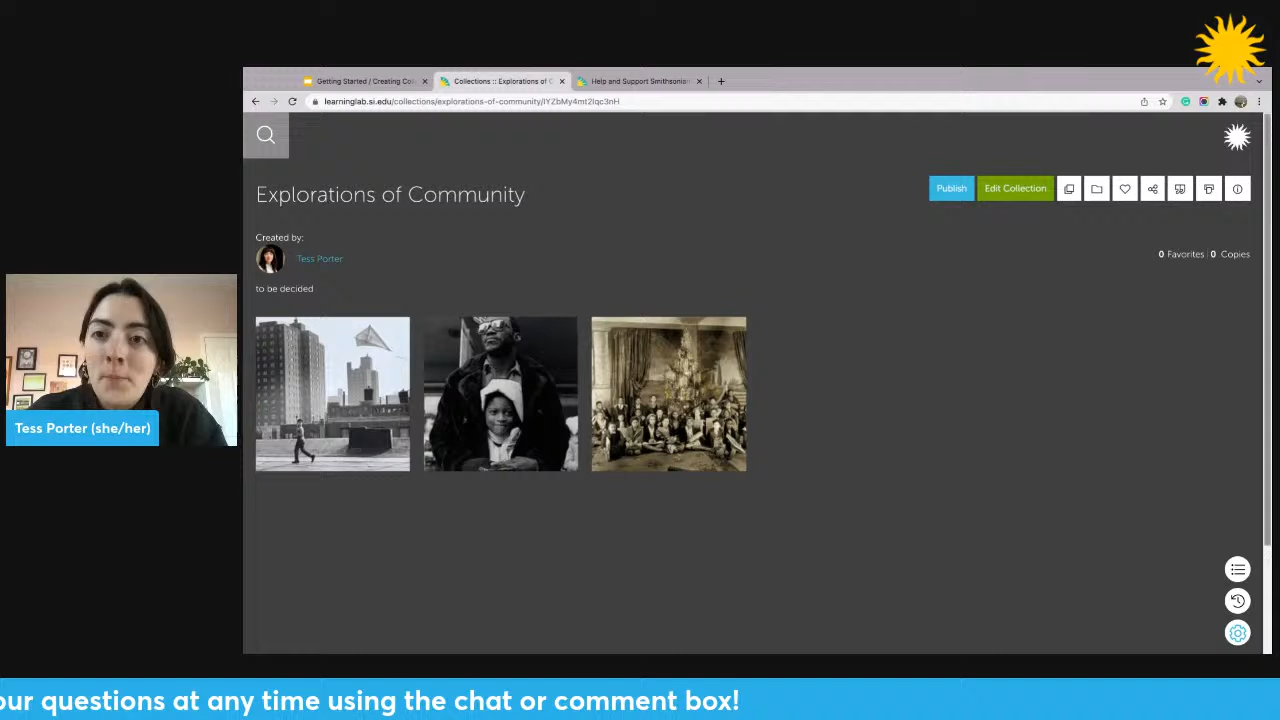 Getting Started / Creating Col
Collections :: Explorations of C
Help and Support Smithsonian
learninglab.si.edu/collections/explorations-of-community/lYZbMy4mt2lqc3nH
Explorations of Community
Publish
Edit Collection
Created by:
Tess Porter
0 Favorites | 0 Copies
to be decided
Tess Porter (she/her)
our questions at any time using the chat or comment box!